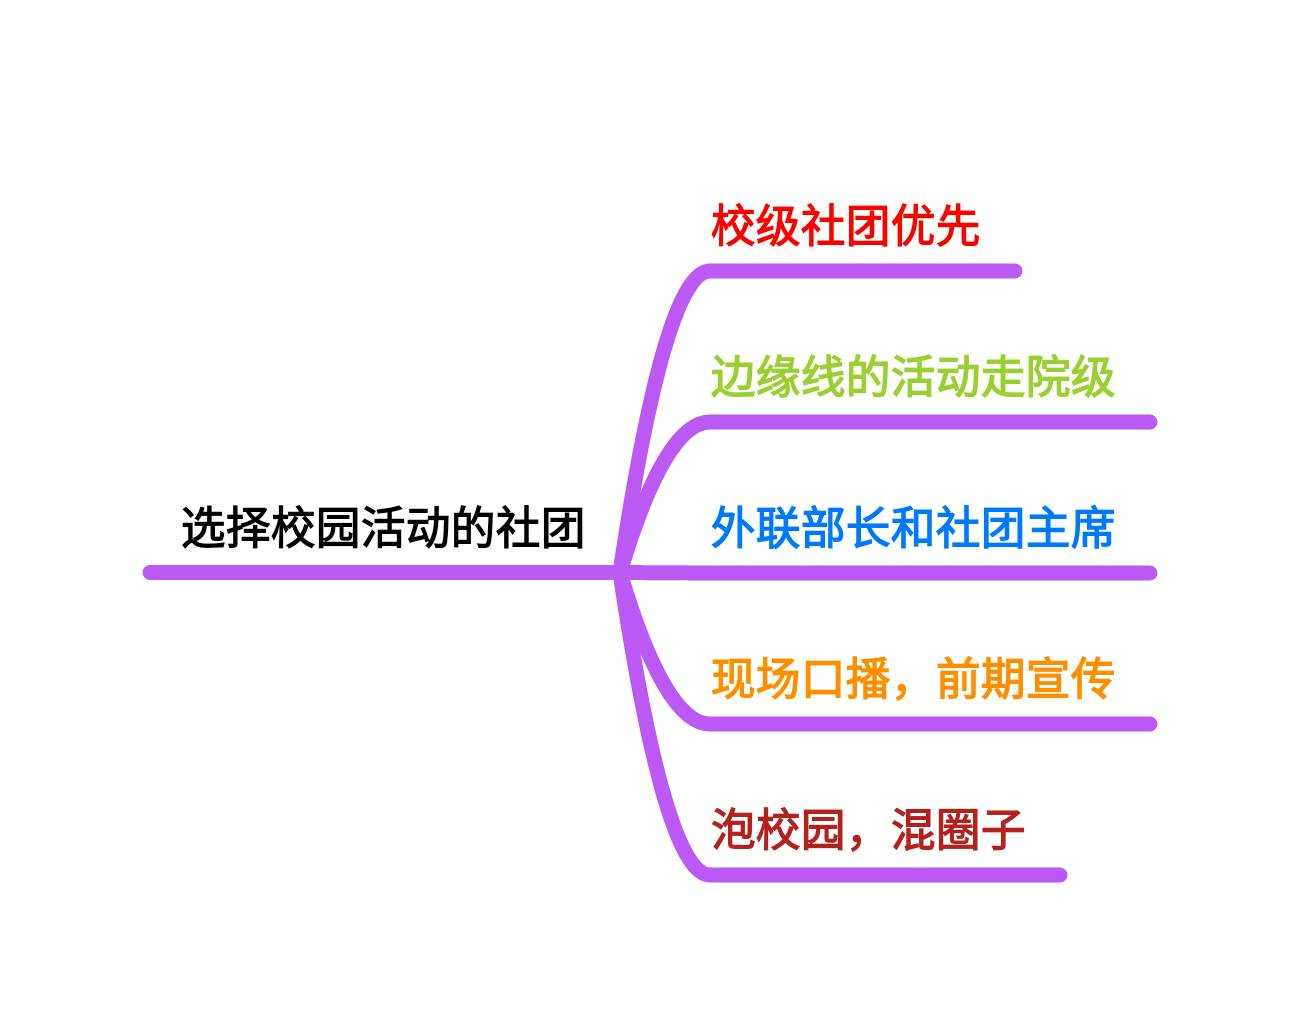 校级社团优先
边缘线的活动走院级
选择校园活动的社团
外联部长和社团主席
现场口播，前期宣传
泡校园，混圈子